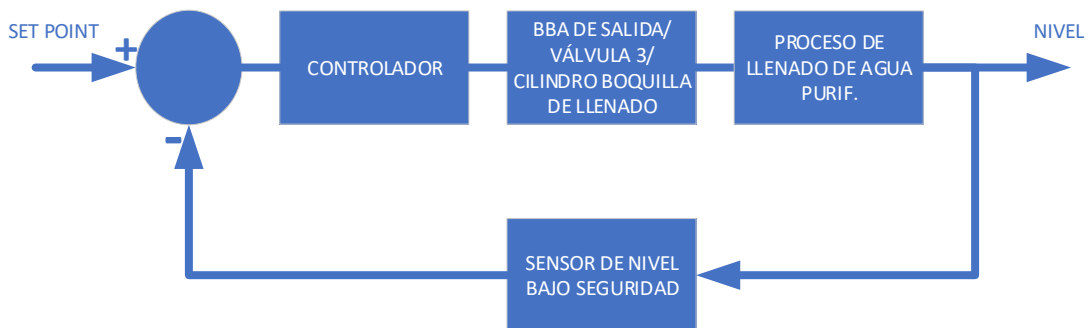 SET POINT
+
-
CONTROLADOR
BBA DE SALIDA/
VÁLVULA 3/
CILINDRO BOQUILLA
DE LLENADO
PROCESO DE
LLENADO DE AGUA
PURIF.
NIVEL
SENSOR DE NIVEL
BAJO SEGURIDAD